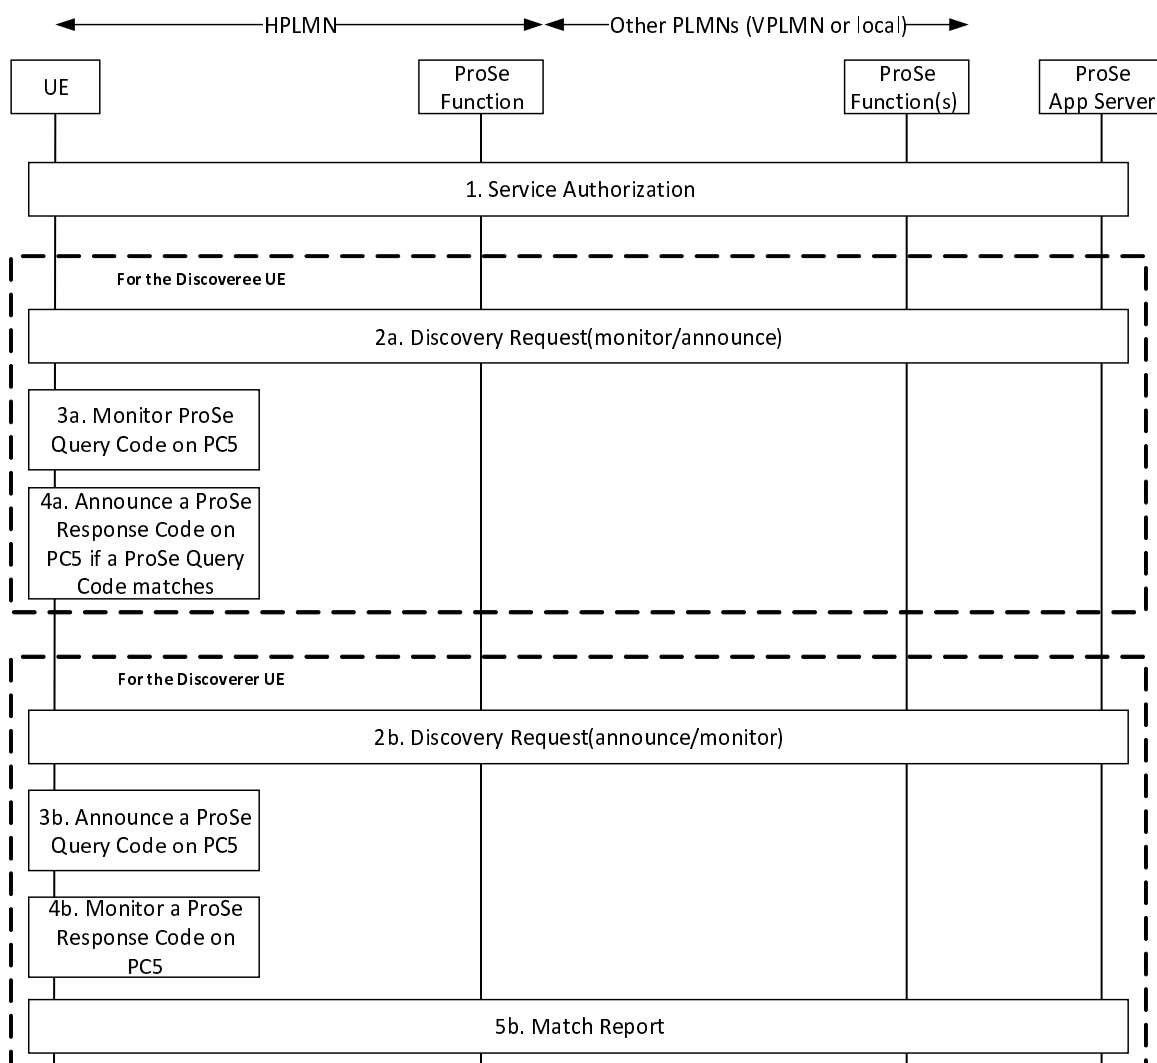 HPLMN
Other PLMNs (VPLMN or local)
UE
ProSe
Function
ProSe
Function(s)
ProSe
App Server
1. Service Authorization
For the Discoveree UE
2a. Discovery Request(monitor/announce)
3a. Monitor ProSe
Query Code on PC5
4a. Announce a ProSe
Response Code on
PC5 if a ProSe Query
Code matches
For the Discoverer UE
2b. Discovery Request(announce/monitor)
3b. Announce a ProSe
Query Code on PC5
4b. Monitor a ProSe
Response Code on
PC5
5b. Match Report